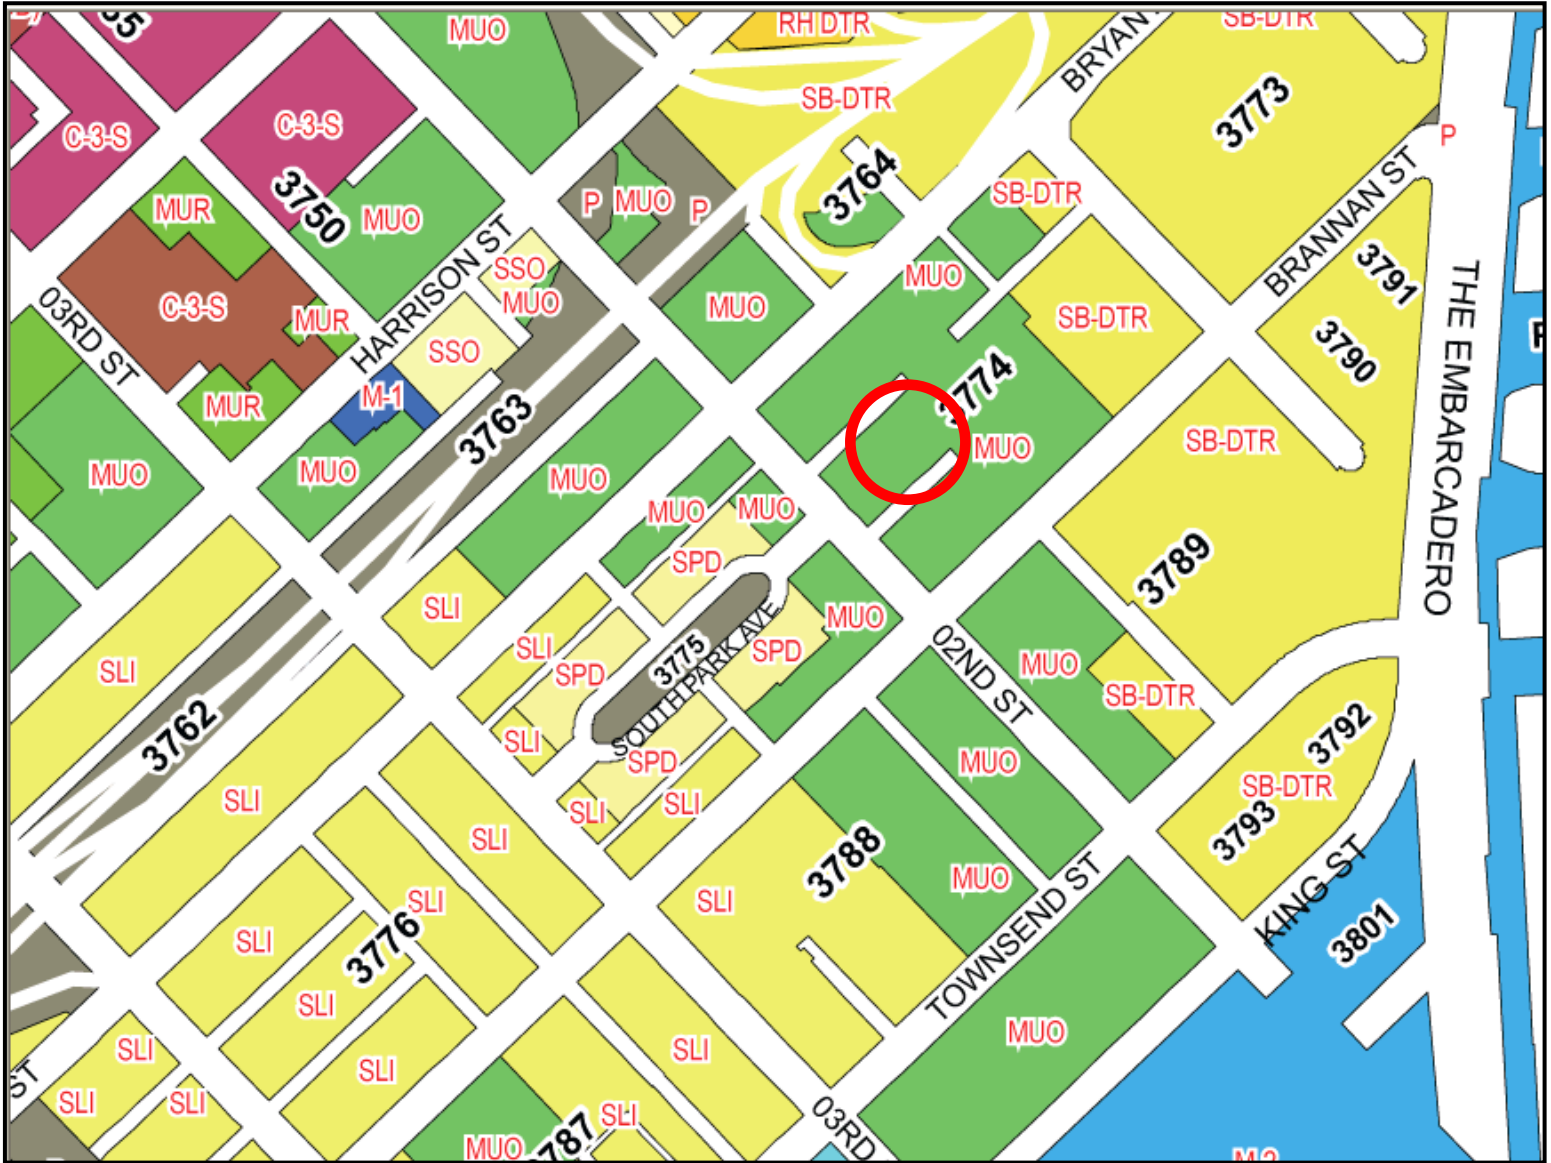 MUO
RH DTR
SB-DTR
BRYAN
SB-DTR
3773
C-3-S
C-3-S
3764
P
BRANNAN ST
MUR
3750
MUO
P
MUO
P
SB-DTR
HARRISON ST
SSO
MUO
MUO
3791
THE EMBARCADERO
C-3-S
MUR
MUO
SB-DTR
03RD ST
SSO
3790
M-1
3774
MUR
3763
MUO
MUO
MUO
MUO
SB-DTR
MUO
MUO
SPD
3789
SLI
MUO
SLI
SPD
3775
SOUTH PARK AVE
SPD
02ND ST
MUO
SLI
SB-DTR
3762
SLI
SPD
MUO
3792
SB-DTR
SLI
SLI
SLI
SLI
3793
3788
MUO
TOWNSEND ST
KING ST
SLI
SLI
3801
SLI
3776
SLI
MUO
SLI
SLI
SLI
ST
SLI
SLI
SLI
03RD
MUO
3787
M-2